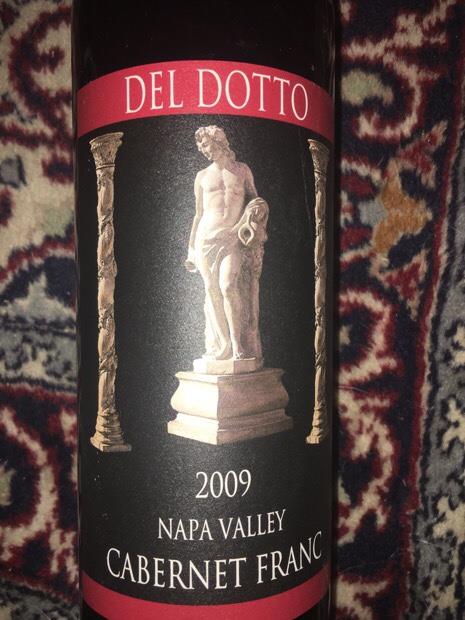 DEL DOTTO
2009
NAPA VALLEY
CABERNET FRANC